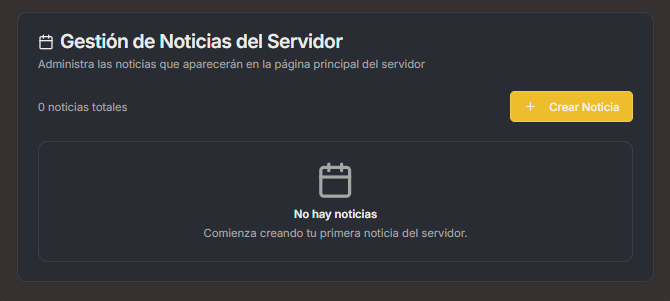 Gestión de Noticias del Servidor
Administra las noticias que aparecerán en la página principal del servidor
0 noticias totales
+ Crear Noticia
No hay noticias
Comienza creando tu primera noticia del servidor.